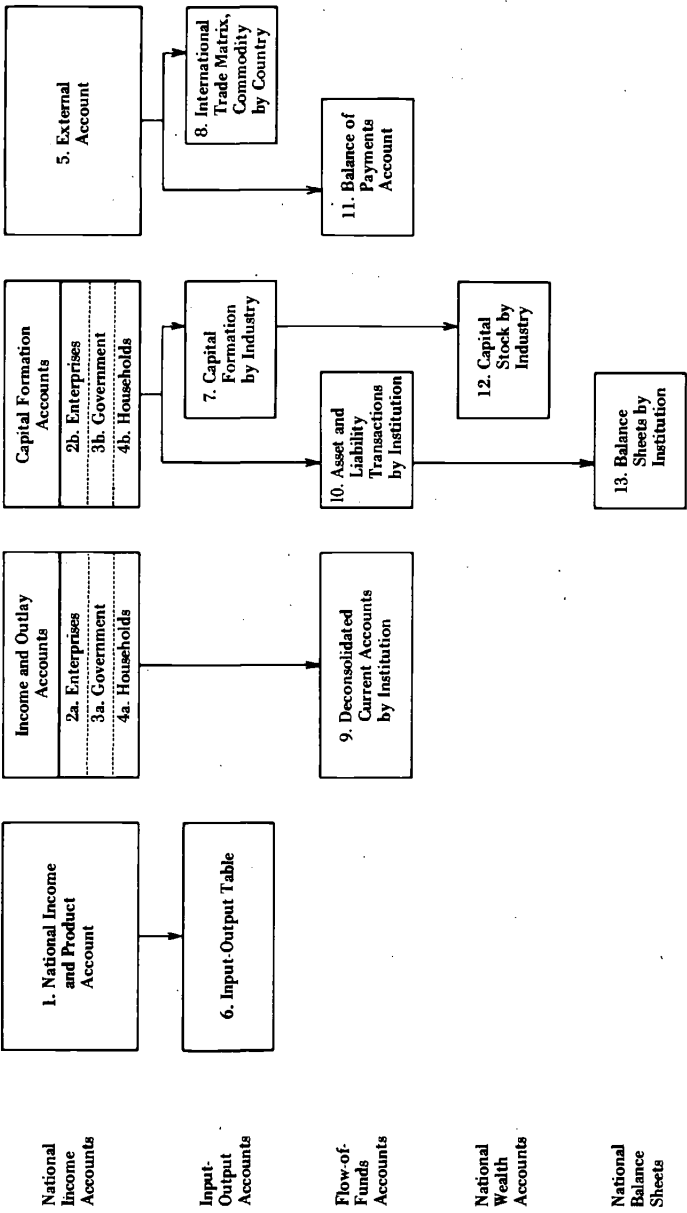 National
Income
Accounts
1. National Income
and Product
Account
Income and Outlay
Accounts
2a. Enterprises
3a. Government
4a. Households
Capital Formation
Accounts
2b. Enterprises
3b. Government
4b. Households
5. External
Account
Input-
Output
Accounts
6. Input-Output Table
7. Capital
Formation
by Industry
8. International
Trade Matrix,
Commodity
by Country
Flow-of-
Funds
Accounts
9. Deconsolidated
Current Accounts
by Institution
10. Asset and
Liability
Transactions
by Institution
11. Balance of
Payments
Account
National
Wealth
Accounts
12. Capital
Stock by
Industry
National
Balance
Sheets
13. Balance
Sheets by
Institution